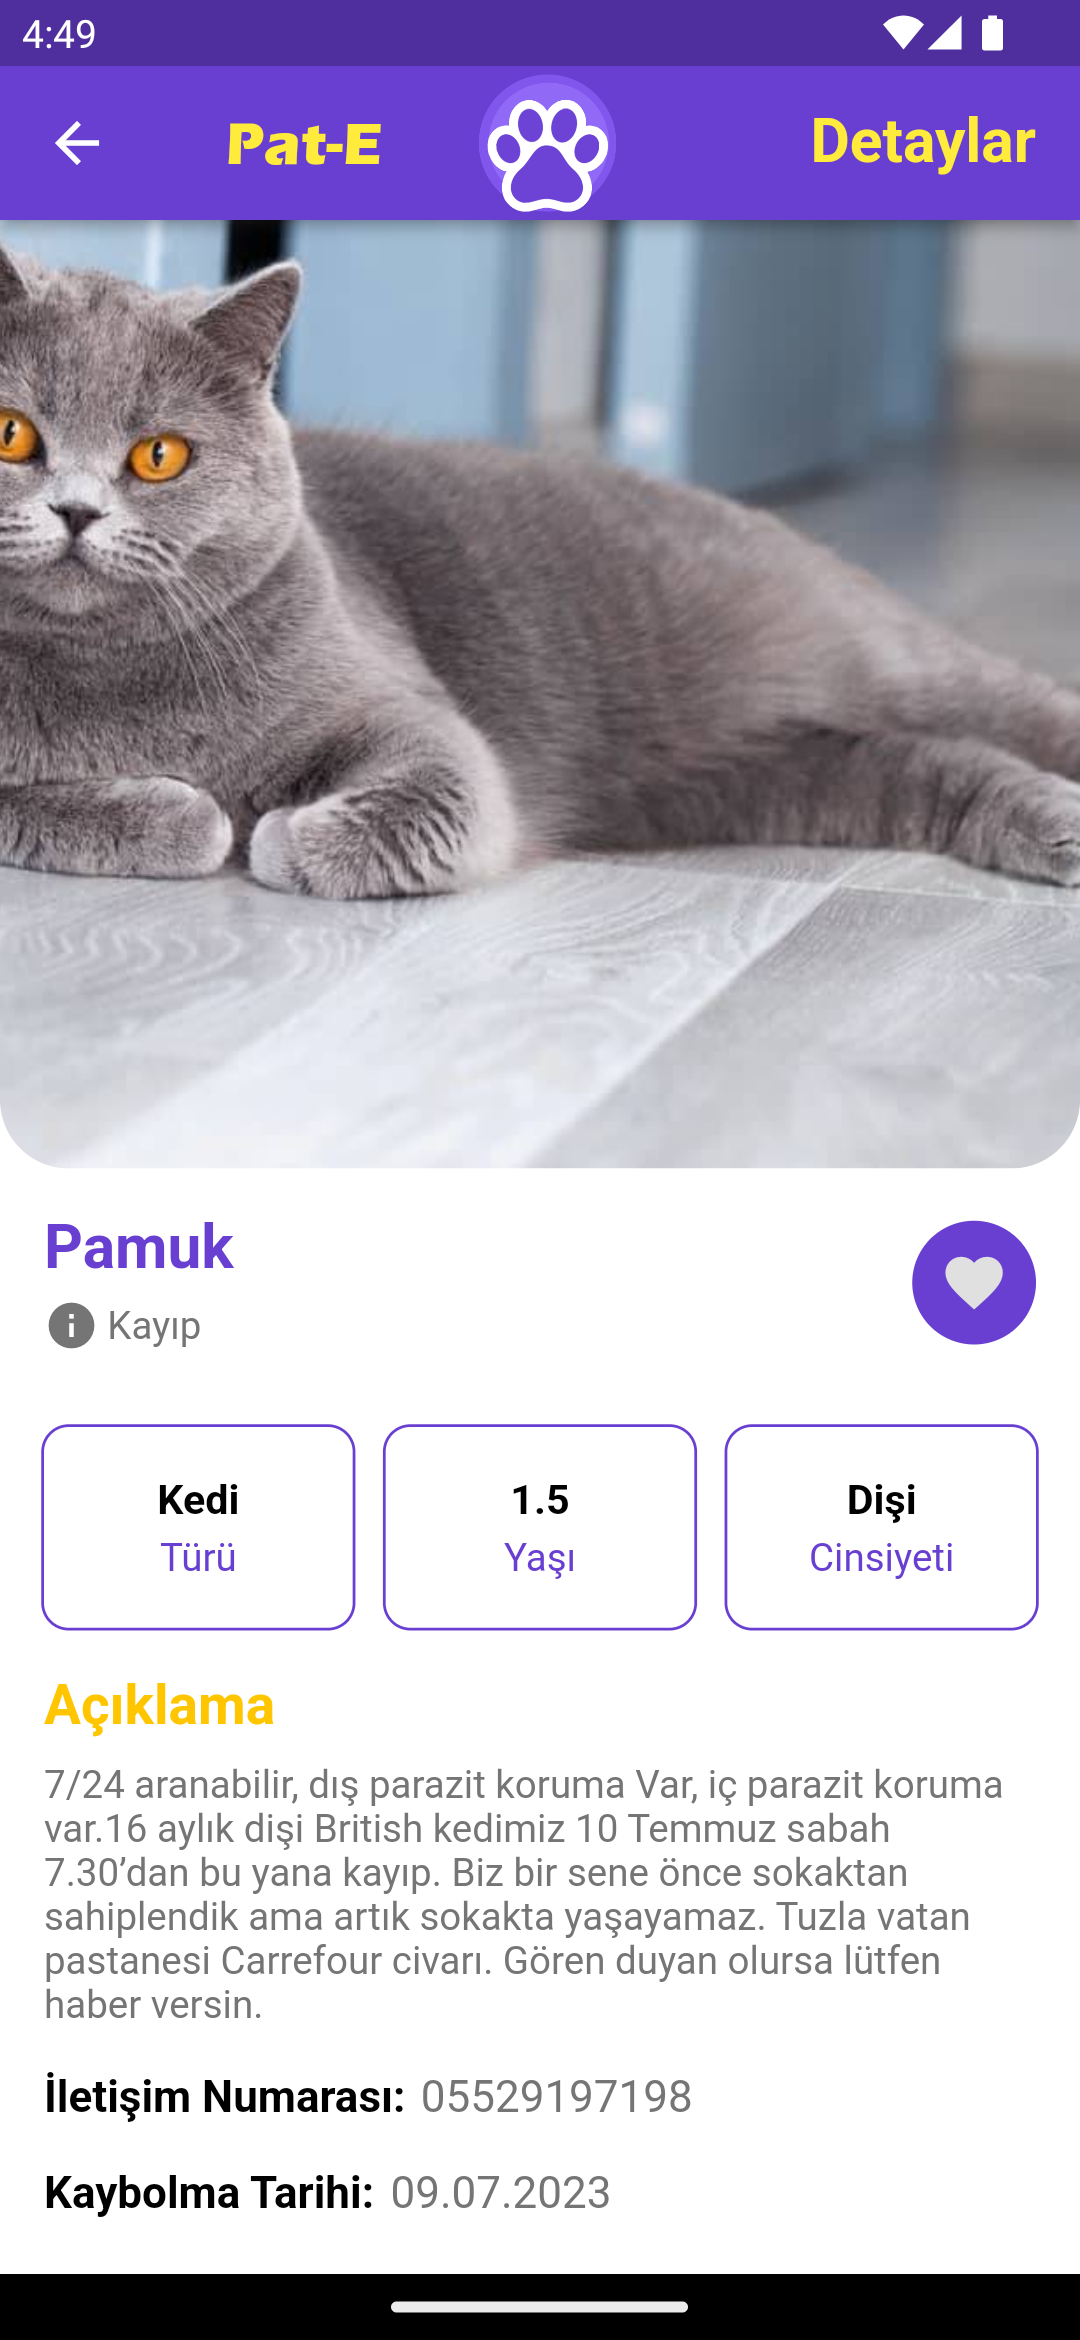 4:49
Pat-E
Detaylar
Pamuk
Kayıp
Kedi
Türü
1.5
Yaşı
Dişi
Cinsiyeti
Açıklama
7/24 aranabilir, dış parazit koruma Var, iç parazit koruma
var.16 aylık dişi British kedimiz 10 Temmuz sabah
7.30’dan bu yana kayıp. Biz bir sene önce sokaktan
sahiplendik ama artık sokakta yaşayamaz. Tuzla vatan
pastanesi Carrefour civarı. Gören duyan olursa lütfen
haber versin.
İletişim Numarası: 05529197198
Kaybolma Tarihi: 09.07.2023